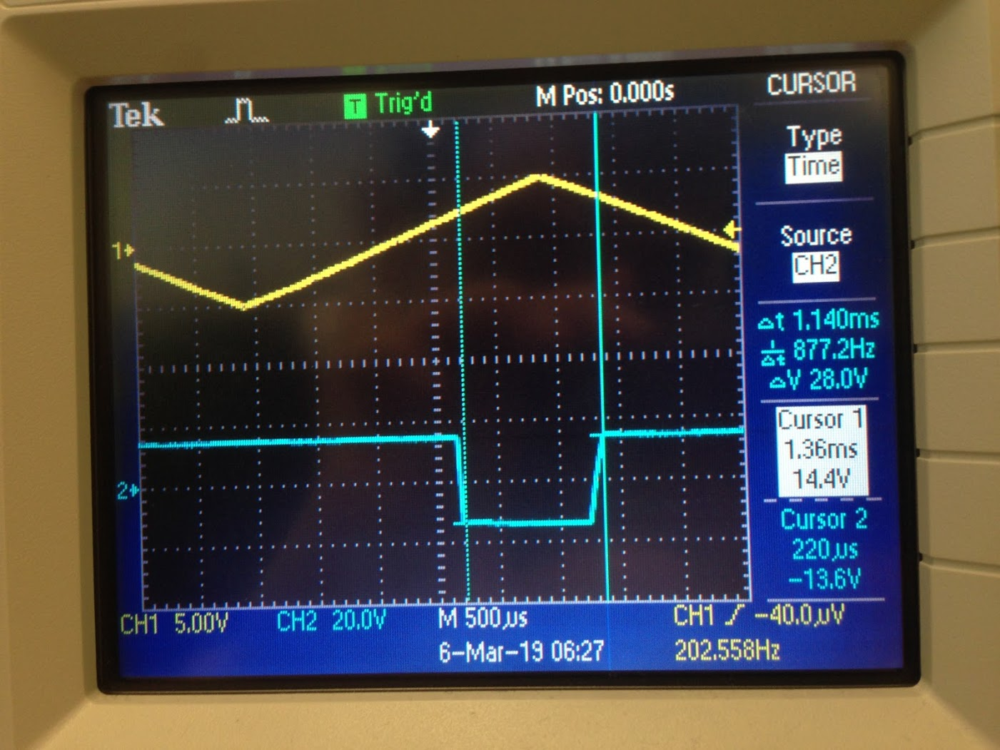 Tek T Trig'd M Pos: 0.000s CURSOR
Type
Time
1
Source
CH2
Δt 1.140ms
1/Δt 877.2Hz
ΔV 28.0V
Cursor 1
1.36ms
14.4V
2
Cursor 2
220µs
-13.6V
CH1 5.00V CH2 20.0V M 500µs CH1 -40.0µV
6-Mar-19 06:27 202.558Hz